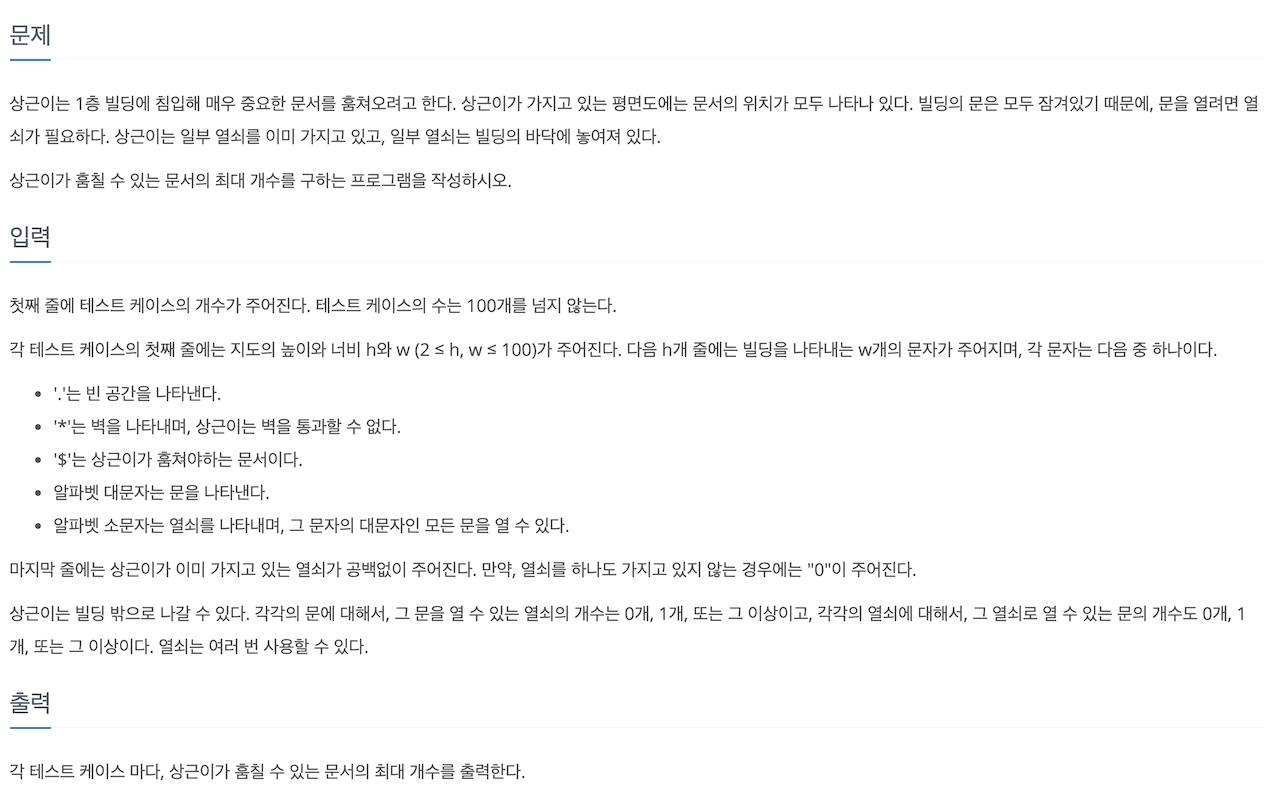 문제
상근이는 1층 빌딩에 침입해 매우 중요한 문서를 훔쳐오려고 한다. 상근이가 가지고 있는 평면도에는 문서의 위치가 모두 나타나 있다. 빌딩의 문은 모두 잠겨있기 때문에, 문을 열려면 열
쇠가 필요하다. 상근이는 일부 열쇠를 이미 가지고 있고, 일부 열쇠는 빌딩의 바닥에 놓여져 있다.
상근이가 훔칠 수 있는 문서의 최대 개수를 구하는 프로그램을 작성하시오.
입력
첫째 줄에 테스트 케이스의 개수가 주어진다. 테스트 케이스의 수는 100개를 넘지 않는다.
각 테스트 케이스의 첫째 줄에는 지도의 높이와 너비 h와 w (2 ≤ h, w ≤ 100)가 주어진다. 다음 h개 줄에는 빌딩을 나타내는 w개의 문자가 주어지며, 각 문자는 다음 중 하나이다.
• '.'는 빈 공간을 나타낸다.
• '*'는 벽을 나타내며, 상근이는 벽을 통과할 수 없다.
• '$'는 상근이가 훔쳐야하는 문서이다.
• 알파벳 대문자는 문을 나타낸다.
• 알파벳 소문자는 열쇠를 나타내며, 그 문자의 대문자인 모든 문을 열 수 있다.
마지막 줄에는 상근이가 이미 가지고 있는 열쇠가 공백없이 주어진다. 만약, 열쇠를 하나도 가지고 있지 않는 경우에는 "0"이 주어진다.
상근이는 빌딩 밖으로 나갈 수 있다. 각각의 문에 대해서, 그 문을 열 수 있는 열쇠의 개수는 0개, 1개, 또는 그 이상이고, 각각의 열쇠에 대해서, 그 열쇠로 열 수 있는 문의 개수도 0개, 1
개, 또는 그 이상이다. 열쇠는 여러 번 사용할 수 있다.
출력
각 테스트 케이스 마다, 상근이가 훔칠 수 있는 문서의 최대 개수를 출력한다.